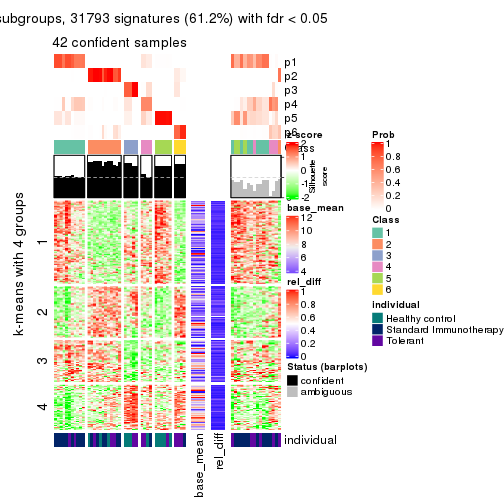 subgroups, 31793 signatures (61.2%) with fdr < 0.05
42 confident samples
p1
p2
p3
p4
p5
p6
Class
Silhouette
score
k-means with 4 groups
1
2
3
4
individual
base_mean
rel_diff
z-score
2
1
0
-1
-2
base_mean
12
10
8
6
4
rel_diff
1
0.8
0.6
0.4
0.2
0
Status (barplots)
confident
ambiguous
Prob
1
0.8
0.6
0.4
0.2
0
Class
1
2
3
4
5
6
individual
Healthy control
Standard Immunotherapy
Tolerant